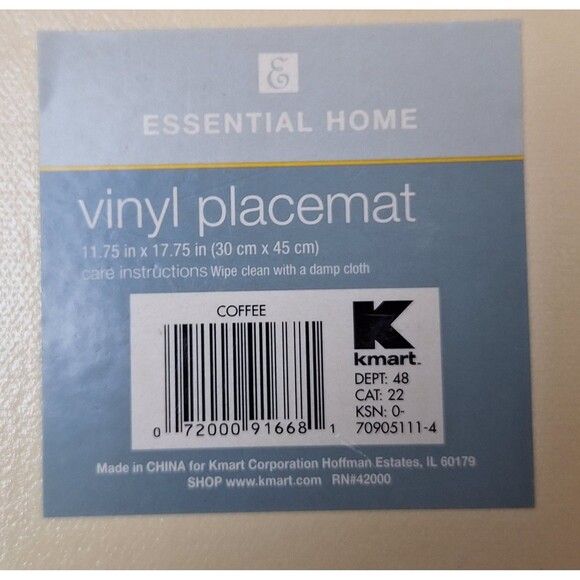 E
ESSENTIAL HOME
vinyl placemat
11.75 in x 17.75 in (30 cm x 45 cm)
care instructions Wipe clean with a damp cloth
COFFEE
0 72000 91668 1
K
kmart™
DEPT: 48
CAT: 22
KSN: 0-
70905111-4
Made in CHINA for Kmart Corporation Hoffman Estates, IL 60179
SHOP www.kmart.com RN#42000